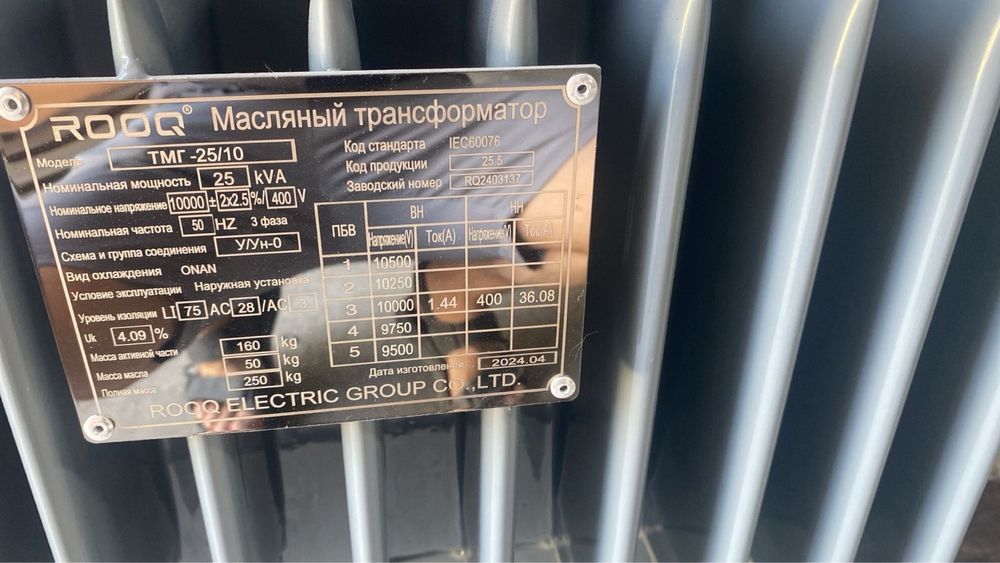 ROOQ® Масляный трансформатор
Модель ТМГ-25/10
Номинальная мощность 25 kVA
Номинальное напряжение 10000 ± 2x2.5 %/ 400 V
Номинальная частота 50 HZ 3 фаза
Схема и группа соединения У/Ун-0
Вид охлаждения ONAN
Условие эксплуатации Наружная установка
Уровень изоляции LI 75 AC 28 /AC 3
Uk 4.09 %
Масса активной части 160 kg
Масса масла 50 kg
Полная масса 250 kg
Код стандарта IEC60076
Код продукции 25.5
Заводский номер RQ2403137
ПБВ ВН НН
Напряжение(V) Ток(A) Напряжение(V) Ток(A)
1 10500
2 10250
3 10000 1.44 400 36.08
4 9750
5 9500
Дата изготовления 2024.04
ROOQ ELECTRIC GROUP CO.,LTD.